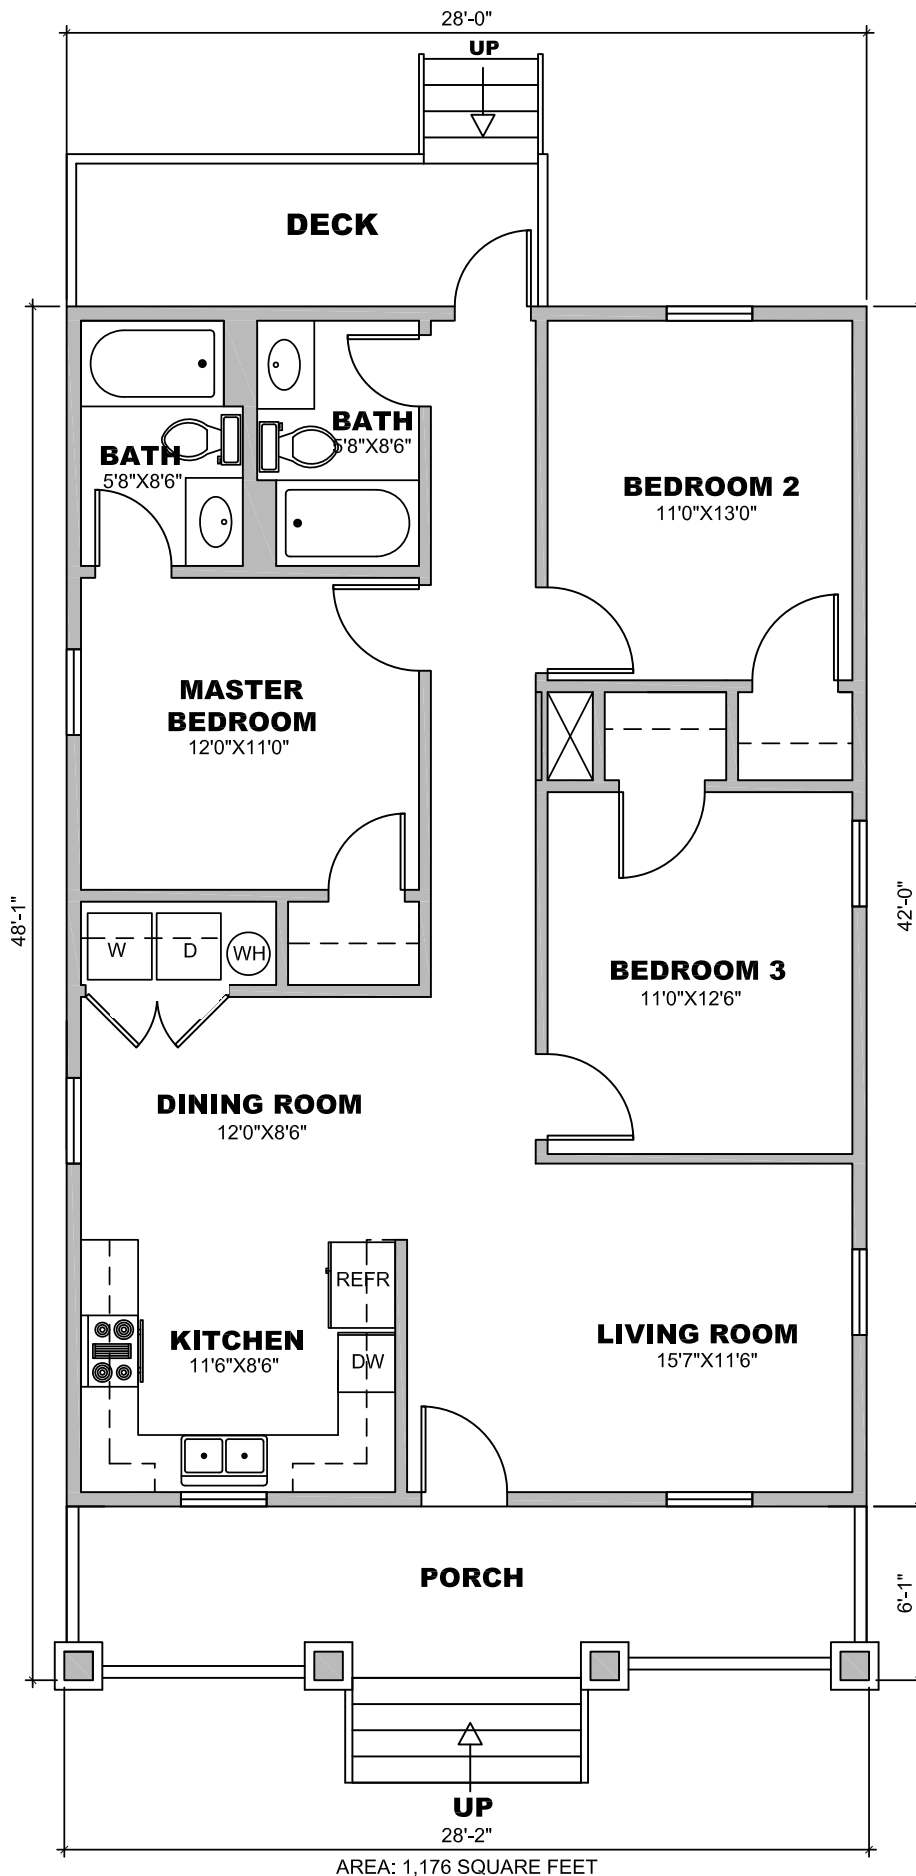 28'-0"
UP
DECK
BATH
5'8"X8'6"
BATH
5'8"X8'6"
BEDROOM 2
11'0"X13'0"
MASTER
BEDROOM
12'0"X11'0"
48'-1"
42'-0"
W
D
WH
BEDROOM 3
11'0"X12'6"
DINING ROOM
12'0"X8'6"
REFR
KITCHEN
11'6"X8'6"
DW
LIVING ROOM
15'7"X11'6"
PORCH
6'-1"
UP
28'-2"
AREA: 1,176 SQUARE FEET